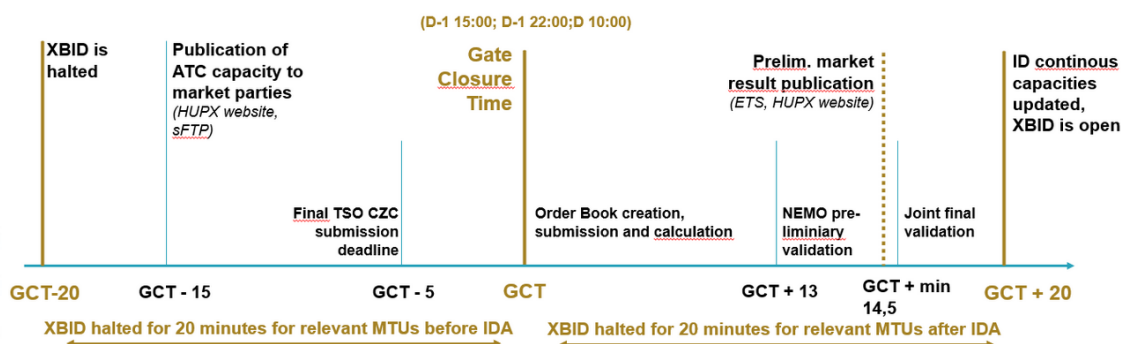 (D-1 15:00; D-1 22:00;D 10:00)
XBID is
halted
Publication of
ATC capacity to
market parties
(HUPX website,
sFTP)
Gate
Closure
Time
Prelim. market
result publication
(ETS, HUPX website)
ID continous
capacities
updated,
XBID is open
Final TSO CZC
submission
deadline
Order Book creation,
submission and calculation
NEMO pre-
liminiary
validation
Joint final
validation
GCT-20
GCT - 15
GCT - 5
GCT
GCT + 13
GCT + min
14,5
GCT + 20
XBID halted for 20 minutes for relevant MTUs before IDA
XBID halted for 20 minutes for relevant MTUs after IDA